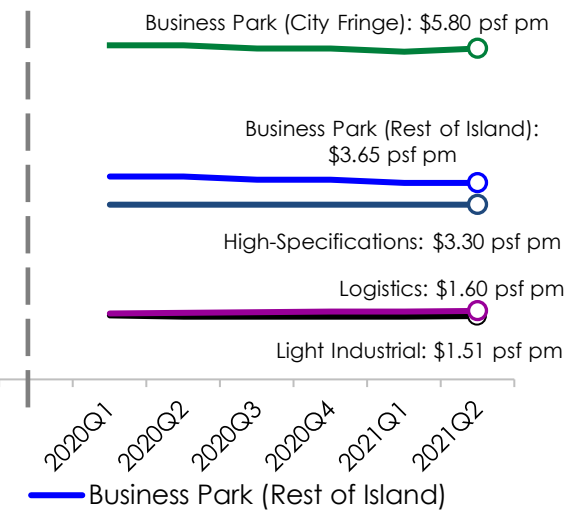 Business Park (City Fringe): $5.80 psf pm
Business Park (Rest of Island):
$3.65 psf pm
High-Specifications: $3.30 psf pm
Logistics: $1.60 psf pm
Light Industrial: $1.51 psf pm
2020Q1
2020Q2
2020Q3
2020Q4
2021Q1
2021Q2
Business Park (Rest of Island)